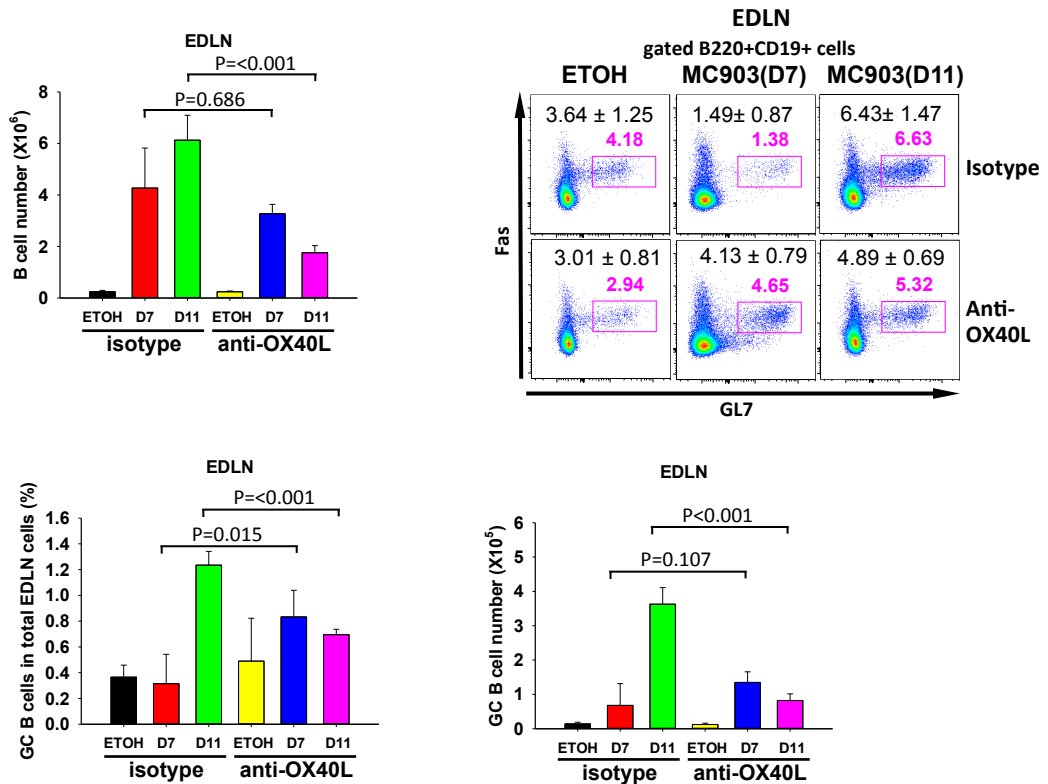 EDLN
P=<0.001
P=0.686
B cell number (X10⁶)
8
6
4
2
0
ETOH D7 D11 ETOH D7 D11
isotype anti-OX40L
EDLN
gated B220+CD19+ cells
ETOH MC903(D7) MC903(D11)
3.64 ± 1.25 1.49± 0.87 6.43± 1.47
4.18 1.38 6.63
Isotype
3.01 ± 0.81 4.13 ± 0.79 4.89 ± 0.69
2.94 4.65 5.32
Anti-
OX40L
Fas
GL7
EDLN
P=<0.001
P=0.015
GC B cells in total EDLN cells (%)
1.6
1.4
1.2
1.0
0.8
0.6
0.4
0.2
0.0
ETOH D7 D11 ETOH D7 D11
isotype anti-OX40L
EDLN
P<0.001
P=0.107
GC B cell number (X10⁵)
6
5
4
3
2
1
0
ETOH D7 D11 ETOH D7 D11
isotype anti-OX40L